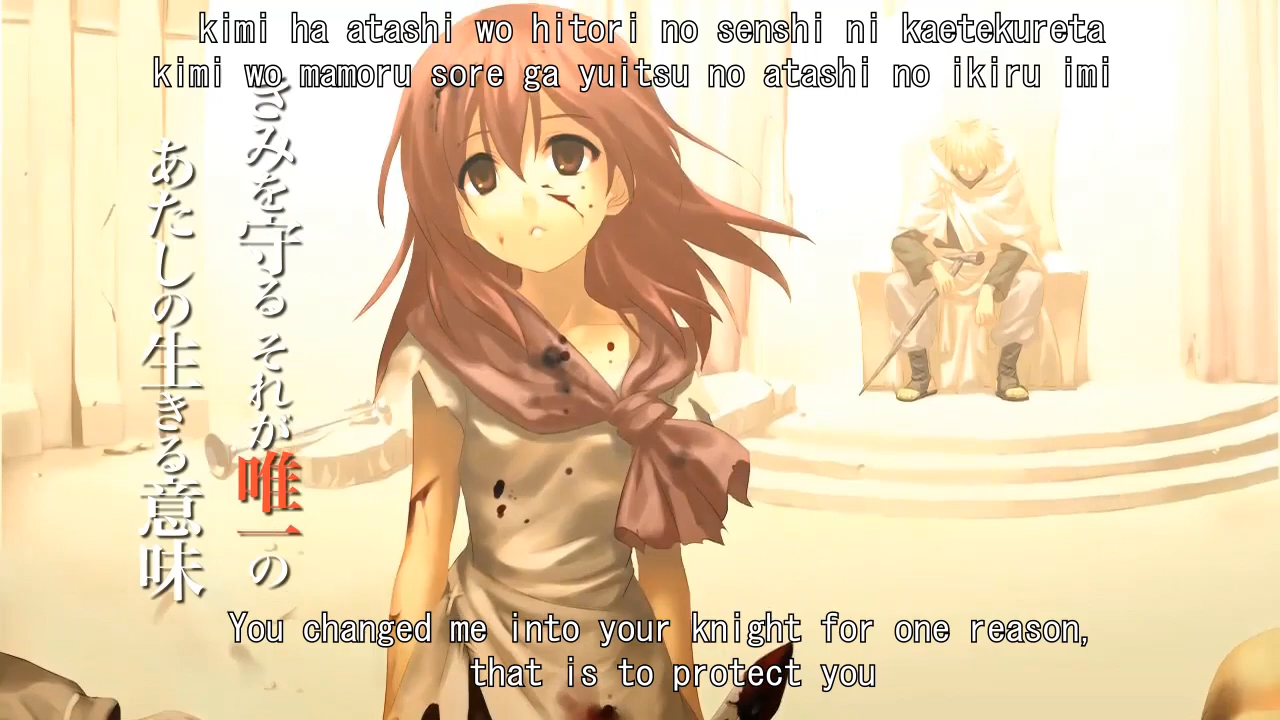 kimi ha atashi wo hitori no senshi ni kaetekureta
kimi wo mamoru sore ga yuitsu no atashi no ikiru imi
きみを守る それが唯一の
あたしの生きる意味
You changed me into your knight for one reason,
that is to protect you